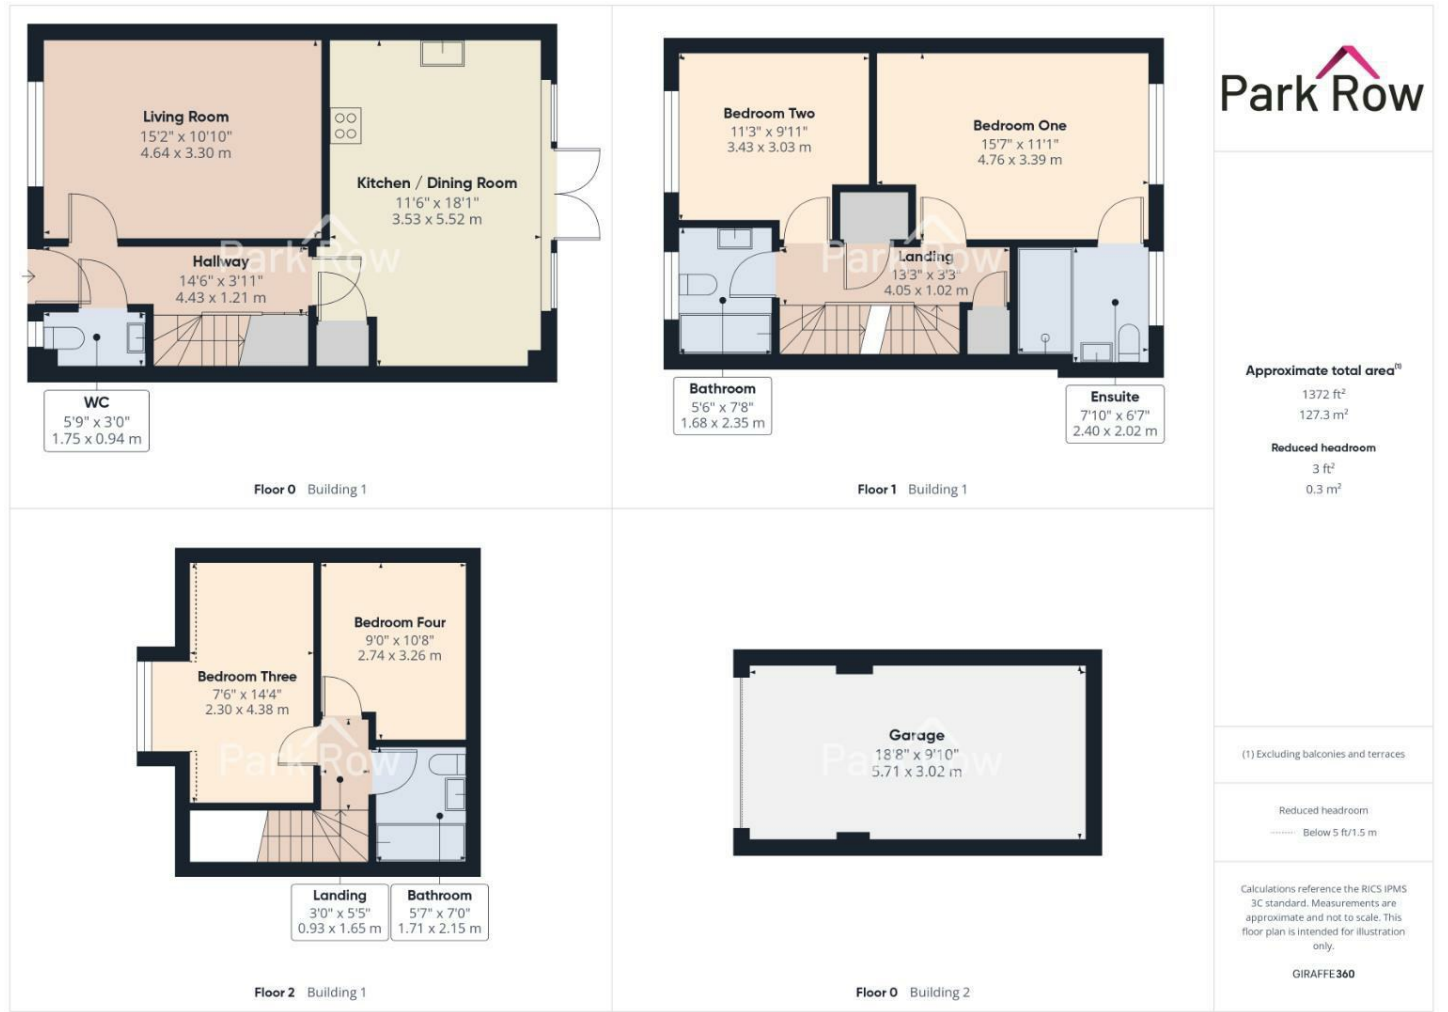 Living Room
15'2" x 10'10"
4.64 x 3.30 m
Kitchen / Dining Room
11'6" x 18'1"
3.53 x 5.52 m
Hallway
14'6" x 3'11"
4.43 x 1.21 m
WC
5'9" x 3'0"
1.75 x 0.94 m
Park Row
Floor 0 Building 1
Bedroom Two
11'3" x 9'11"
3.43 x 3.03 m
Bedroom One
15'7" x 11'1"
4.76 x 3.39 m
Landing
13'3" x 3'3"
4.05 x 1.02 m
Bathroom
5'6" x 7'8"
1.68 x 2.35 m
Ensuite
7'10" x 6'7"
2.40 x 2.02 m
Park Row
Floor 1 Building 1
Bedroom Four
9'0" x 10'8"
2.74 x 3.26 m
Bedroom Three
7'6" x 14'4"
2.30 x 4.38 m
Park Row
Landing
3'0" x 5'5"
0.93 x 1.65 m
Bathroom
5'7" x 7'0"
1.71 x 2.15 m
Floor 2 Building 1
Garage
18'8" x 9'10"
5.71 x 3.02 m
Park Row
Floor 0 Building 2
Park Row
Approximate total area(1)
1372 ft²
127.3 m²
Reduced headroom
3 ft²
0.3 m²
(1) Excluding balconies and terraces
Reduced headroom
Below 5 ft/1.5 m
Calculations reference the RICS IPMS
3C standard. Measurements are
approximate and not to scale. This
floor plan is intended for illustration
only.
GIRAFFE360